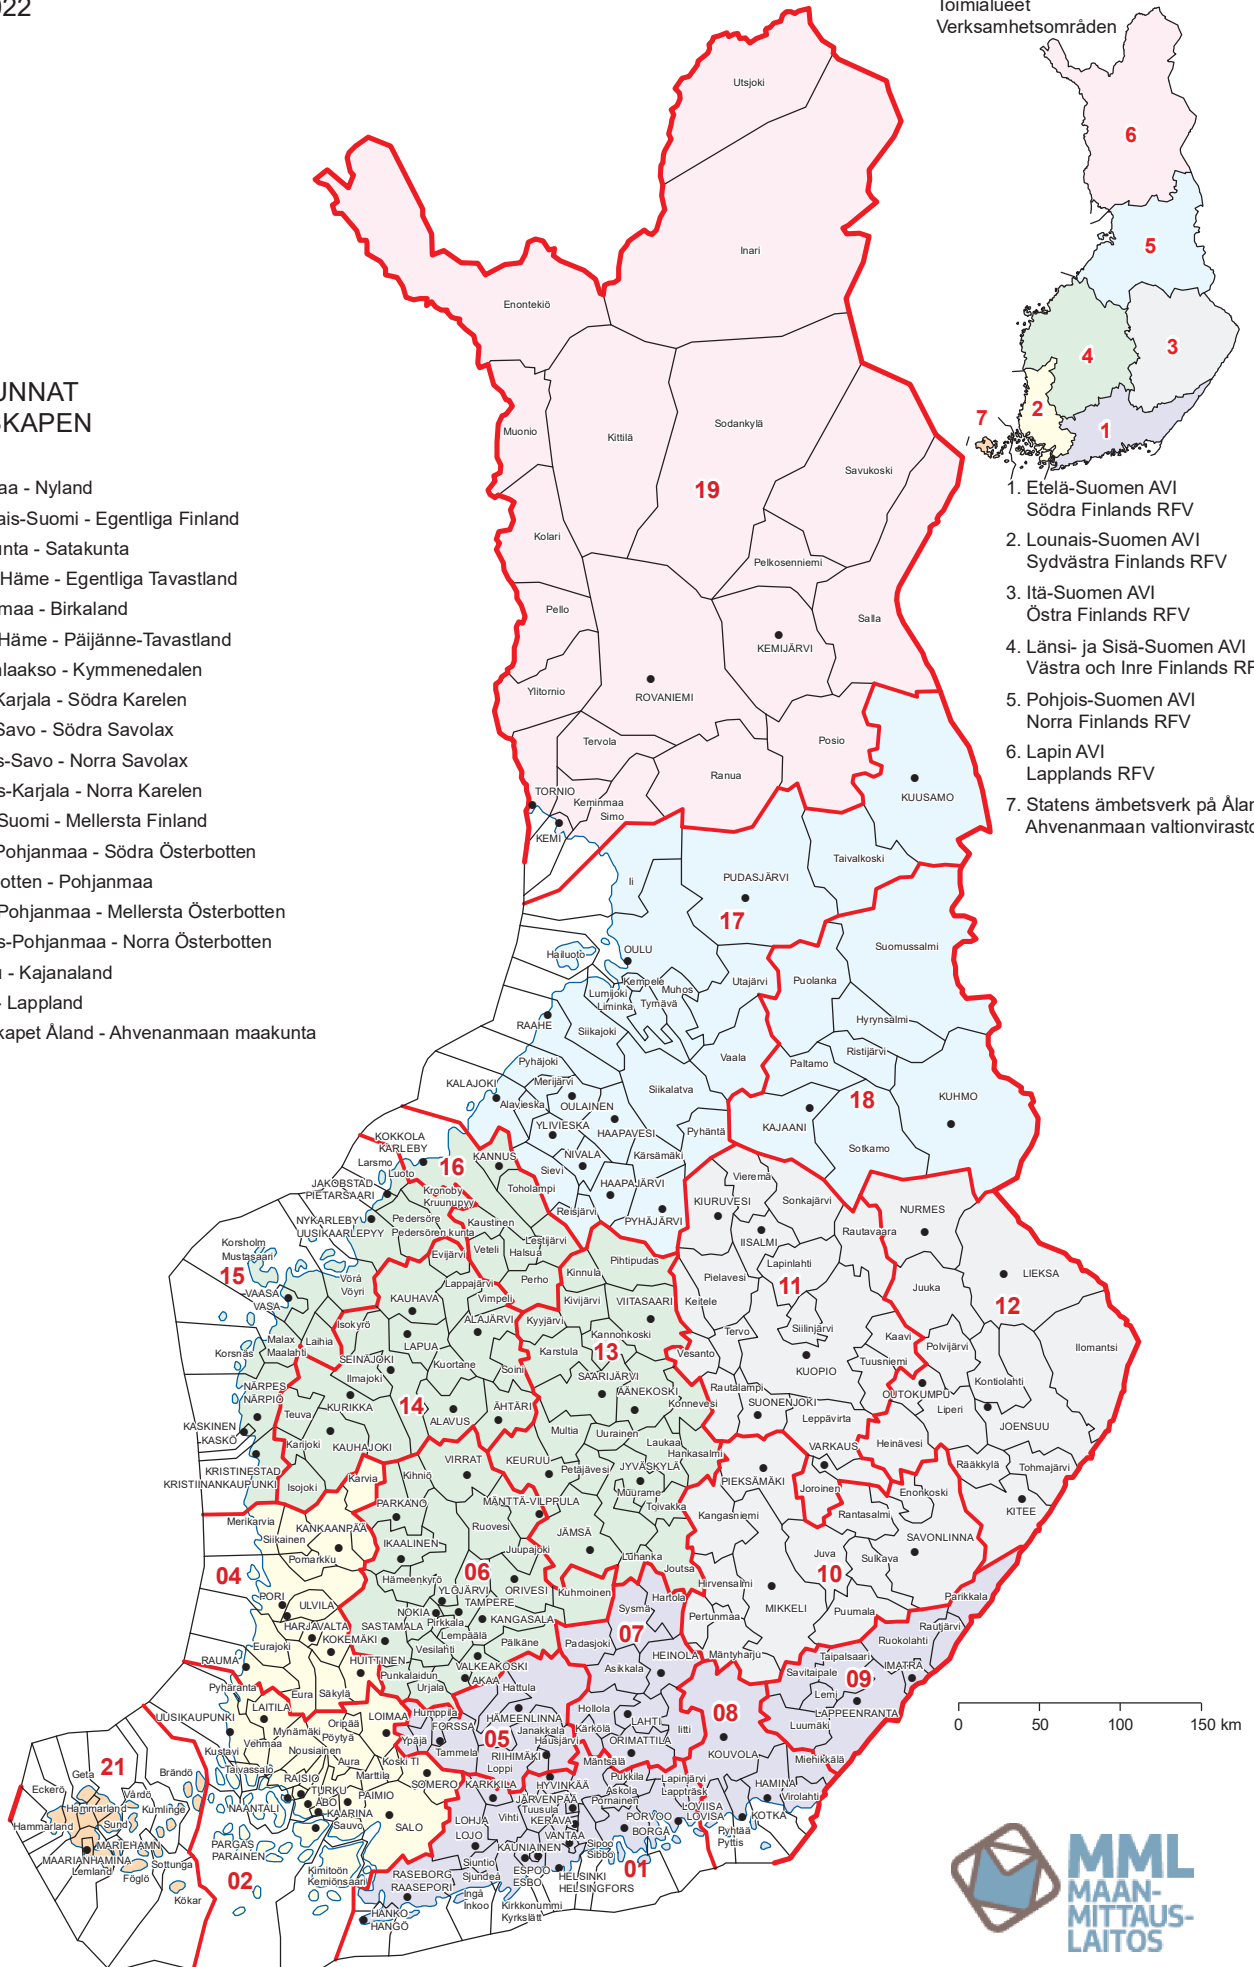 022
Toimialueet
Verksamhetsområden
6
5
4
3
2
7
1
1. Etelä-Suomen AVI
Södra Finlands RFV
2. Lounais-Suomen AVI
Sydvästra Finlands RFV
3. Itä-Suomen AVI
Östra Finlands RFV
4. Länsi- ja Sisä-Suomen AVI
Västra och Inre Finlands RF
5. Pohjois-Suomen AVI
Norra Finlands RFV
6. Lapin AVI
Lapplands RFV
7. Statens ämbetsverk på Ålan
Ahvenanmaan valtionvirasto
UNNAT
SKAPEN
aa - Nyland
ais-Suomi - Egentliga Finland
unta - Satakunta
Häme - Egentliga Tavastland
maa - Birkaland
Häme - Päijänne-Tavastland
nlaakso - Kymmenedalen
Karjala - Södra Karelen
Savo - Södra Savolax
s-Savo - Norra Savolax
s-Karjala - Norra Karelen
Suomi - Mellersta Finland
Pohjanmaa - Södra Österbotten
otten - Pohjanmaa
Pohjanmaa - Mellersta Österbotten
s-Pohjanmaa - Norra Österbotten
u - Kajanaland
- Lappland
kapet Åland - Ahvenanmaan maakunta
Utsjoki
Inari
Enontekiö
Muonio
Kittilä
Sodankylä
Savukoski
19
Kolari
Pelkosenniemi
Pello
Salla
KEMIJÄRVI
Ylitornio
ROVANIEMI
Tervola
Posio
Ranua
TORNIO
Keminmaa
Simo
KEMI
KUUSAMO
Taivalkoski
Ii
PUDASJÄRVI
17
Suomussalmi
Hailuoto
OULU
Kempele
Muhos
Utajärvi
Puolanka
Lumijoki
Liminka
Tyrnävä
RAAHE
Siikajoki
Hyrynsalmi
Vaala
Paltamo
Ristijärvi
Pyhäjoki
KALAJOKI
Merijärvi
Siikalatva
18
KUHMO
Alavieska
OULAINEN
YLIVIESKA
HAAPAVESI
Pyhäntä
KAJAANI
Sotkamo
KOKKOLA
KARLEBY
16
KANNUS
NIVALA
Kärsämäki
Larsmo
Luoto
Sievi
JAKOBSTAD
PIETARSAARI
Kronoby
Kruunupyy
Toholampi
HAAPAJÄRVI
Vieremä
KIURUVESI
Sonkajärvi
NURMES
NYKARLEBY
UUSIKAARLEPYY
Pedersöre
Pedersören kunta
Kaustinen
Reisjärvi
PYHÄJÄRVI
IISALMI
Rautavaara
Korsholm
Mustasaari
Evijärvi
Veteli
Halsua
Lestijärvi
Pihtipudas
Lapinlahti
LIEKSA
15
Vörå
Vöyri
Lappajärvi
Perho
Kinnula
Pielavesi
11
Juuka
VAASA
VASA
KAUHAVA
Vimpeli
Kivijärvi
VIITASAARI
Keitele
12
Isokyrö
ALAJÄRVI
Kyyjärvi
Kannonkoski
Tervo
Siilinjärvi
Kaavi
Polvijärvi
Ilomantsi
Malax
Maalahti
Laihia
LAPUA
Karstula
13
Vesanto
Korsnäs
SEINÄJOKI
Kuortane
Soini
SAARIJÄRVI
KUOPIO
Tuusniemi
Kontiolahti
NÄRPES
NÄRPIÖ
Ilmajoki
ÄÄNEKOSKI
Rautalampi
OUTOKUMPU
14
KURIKKA
ÄHTÄRI
Konnevesi
SUONENJOKI
Liperi
KASKINEN
KASKÖ
Teuva
ALAVUS
Leppävirta
JOENSUU
Karijoki
KAUHAJOKI
Multia
Uurainen
Laukaa
Hankasalmi
VARKAUS
Heinävesi
KRISTINESTAD
KRISTIINANKAUPUNKI
VIRRAT
KEURUU
Petäjävesi
JYVÄSKYLÄ
PIEKSÄMÄKI
Rääkkylä
Tohmajärvi
Isojoki
Karvia
Kihniö
Muurame
Joroinen
Enonkoski
PARKANO
MÄNTTÄ-VILPPULA
Toivakka
Kangasniemi
Rantasalmi
KITEE
Merikarvia
KANKAANPÄÄ
Ruovesi
JÄMSÄ
SAVONLINNA
Siikainen
IKAALINEN
Juupajoki
Luhanka
Juva
Sulkava
Pomarkku
Joutsa
04
Hämeenkyrö
06
Hirvensalmi
10
PORI
YLÖJÄRVI
ORIVESI
Kuhmoinen
Hartola
MIKKELI
Parikkala
ULVILA
TAMPERE
Sysmä
Pertunmaa
Puumala
NOKIA
KANGASALA
HARJAVALTA
Pirkkala
07
Rautjärvi
SASTAMALA
Lempäälä
KOKEMÄKI
Vesilahti
Pälkäne
Padasjoki
HEINOLA
Mäntyharju
Ruokolahti
Eurajoki
Taipalsaari
RAUMA
HUITTINEN
VALKEAKOSKI
Asikkala
Savitaipale
IMATRA
Punkalaidun
AKAA
09
Urjala
Hattula
Lemi
Pyhäranta
Eura
Säkylä
Hollola
08
LAPPEENRANTA
LAITILA
Humppila
HÄMEENLINNA
LAHTI
Iitti
Luumäki
UUSIKAUPUNKI
Oripää
LOIMAA
FORSSA
Janakkala
Kärkölä
Mynämäki
Pöytyä
Ypäjä
05
Hausjärvi
ORIMATTILA
KOUVOLA
Miehikkälä
Vehmaa
Nousiainen
Tammela
RIIHIMÄKI
Mäntsälä
Kustavi
Aura
Koski Tl
Loppi
21
Taivassalo
Marttila
Pukkila
Lapinjärvi
HAMINA
Geta
Brändö
RAISIO
SOMERO
KARKKILA
HYVINKÄÄ
Askola
Lappträsk
Virolahti
Eckerö
Vårdö
TURKU
ÅBO
PAIMIO
JÄRVENPÄÄ
Pornainen
LOVIISA
LOVISA
KOTKA
Hammarland
Kumlinge
NAANTALI
KAARINA
Vihti
Tuusula
KERAVA
PORVOO
BORGÅ
Hammarland
Sund
Sauvo
SALO
LOHJA
LOJO
VANTAA
Pyhtää
Pyttis
MARIEHAMN
MAARIANHAMINA
PARGAS
PARAINEN
KAUNIAINEN
Sipoo
Sibbo
Lemland
Sottunga
Siuntio
Sjundeå
ESPOO
ESBO
01
Föglö
Kimitoön
Kemiönsaari
RASEBORG
RAASEPORI
HELSINKI
HELSINGFORS
02
Kökar
Ingå
Inkoo
Kirkkonummi
Kyrkslätt
HANKO
HANGÖ
0 50 100 150 km
MML
MAAN-
MITTAUS-
LAITOS